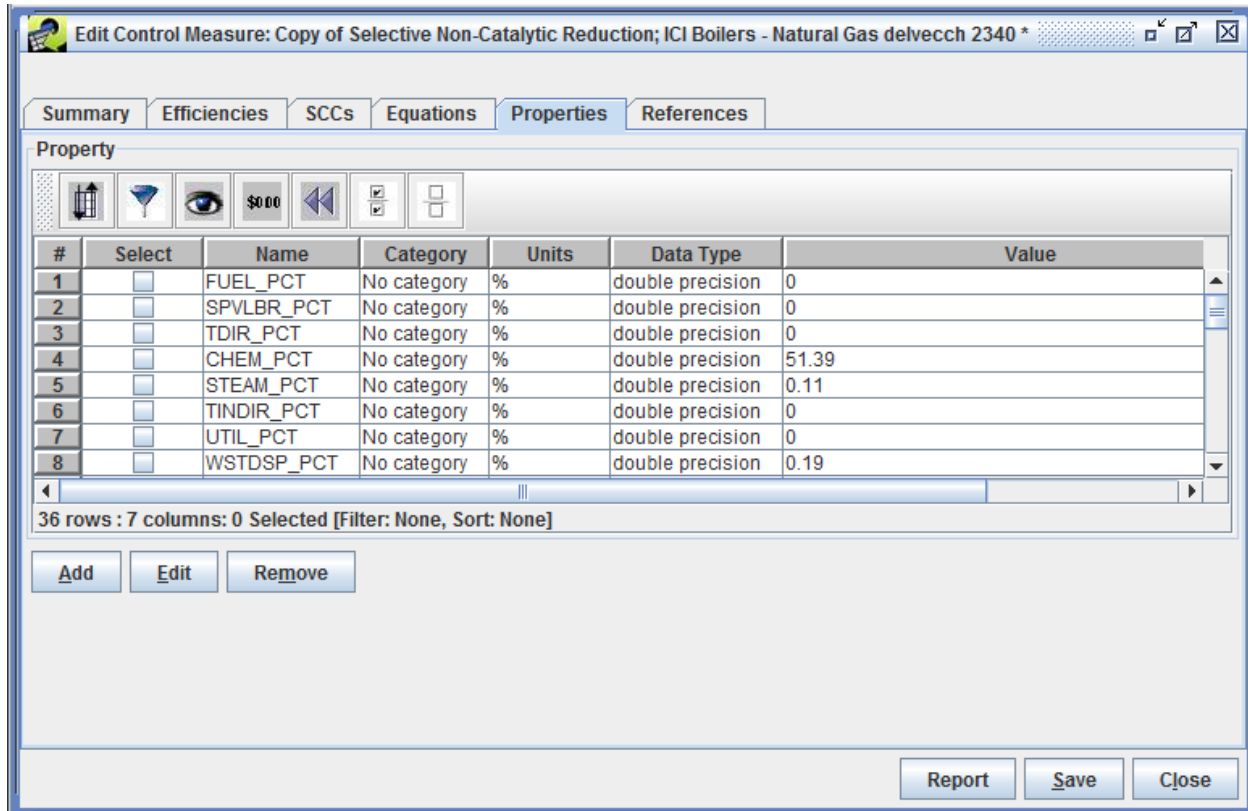 Edit Control Measure: Copy of Selective Non-Catalytic Reduction; ICI Boilers - Natural Gas delvecch 2340 *
Summary Efficiencies SCCs Equations Properties References
Property
$0.00
# Select Name Category Units Data Type Value
1 FUEL_PCT No category % double precision 0
2 SPVLBR_PCT No category % double precision 0
3 TDIR_PCT No category % double precision 0
4 CHEM_PCT No category % double precision 51.39
5 STEAM_PCT No category % double precision 0.11
6 TINDIR_PCT No category % double precision 0
7 UTIL_PCT No category % double precision 0
8 WSTDSP_PCT No category % double precision 0.19
36 rows : 7 columns: 0 Selected [Filter: None, Sort: None]
Add Edit Remove
Report Save Close